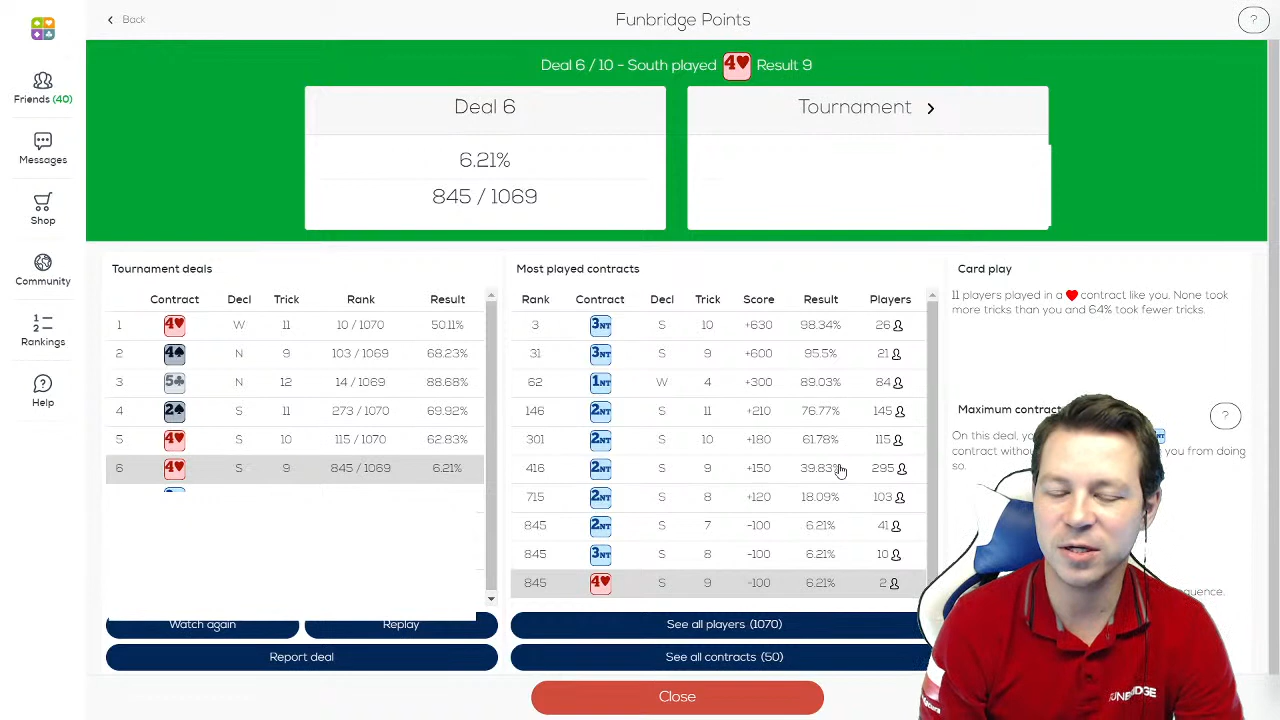 Back
Funbridge Points
?
Friends (40)
Messages
Shop
Community
Rankings
Help
Deal 6 / 10 - South played 4♥ Result 9
Deal 6
6.21%
845 / 1069
Tournament
Tournament deals
Contract Decl Trick Rank Result
1 4♥ W 11 10 / 1070 50.11%
2 4♠ N 9 103 / 1069 68.23%
3 5♣ N 12 14 / 1069 88.68%
4 2♠ S 11 273 / 1070 69.92%
5 4♥ S 10 115 / 1070 62.83%
6 4♥ S 9 845 / 1069 6.21%
Watch again
Replay
Report deal
Most played contracts
Rank Contract Decl Trick Score Result Players
3 3NT S 10 +630 98.34% 26
31 3NT S 9 +600 95.5% 21
62 1NT W 4 +300 89.03% 84
146 2NT S 11 +210 76.77% 145
301 2NT S 10 +180 61.78% 115
416 2NT S 9 +150 39.83% 295
715 2NT S 8 +120 18.09% 103
845 2NT S 7 -100 6.21% 41
845 3NT S 8 -100 6.21% 10
845 4♥ S 9 -100 6.21% 2
See all players (1070)
See all contracts (50)
Card play
11 players played in a ♥ contract like you. None took
more tricks than you and 64% took fewer tricks.
Maximum contract
?
On this deal, NT
contract you from doing
so.
Close
FUNBRIDGE